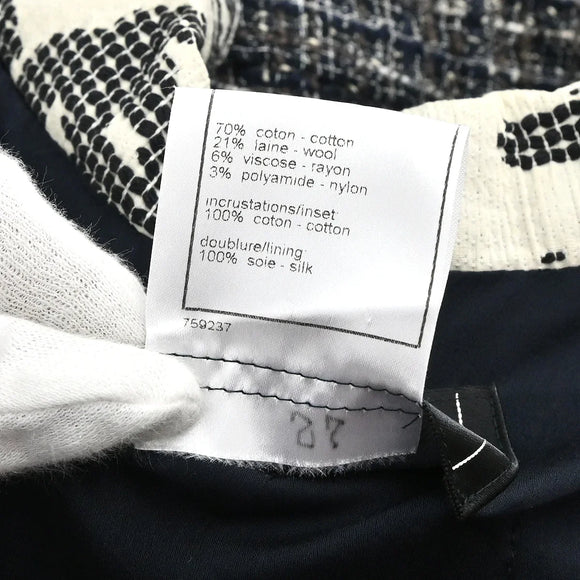 70% coton - cotton
21% laine - wool
6% viscose - rayon
3% polyamide - nylon
incrustations/inset:
100% coton - cotton
doublure/lining:
100% soie - silk
759237